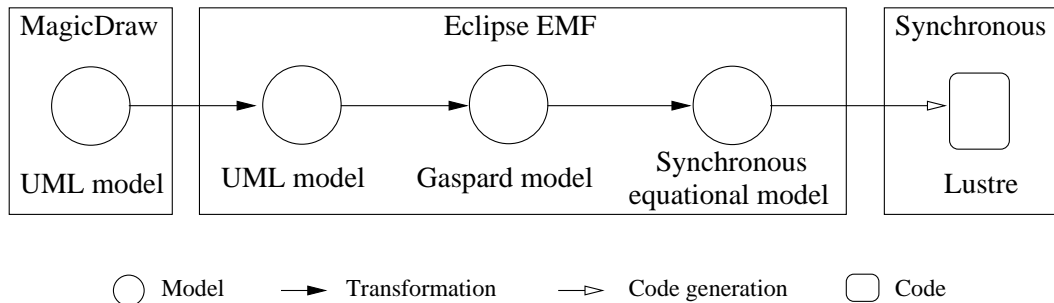 MagicDraw
Eclipse EMF
Synchronous
UML model
UML model
Gaspard model
Synchronous
equational model
Lustre
Model
Transformation
Code generation
Code